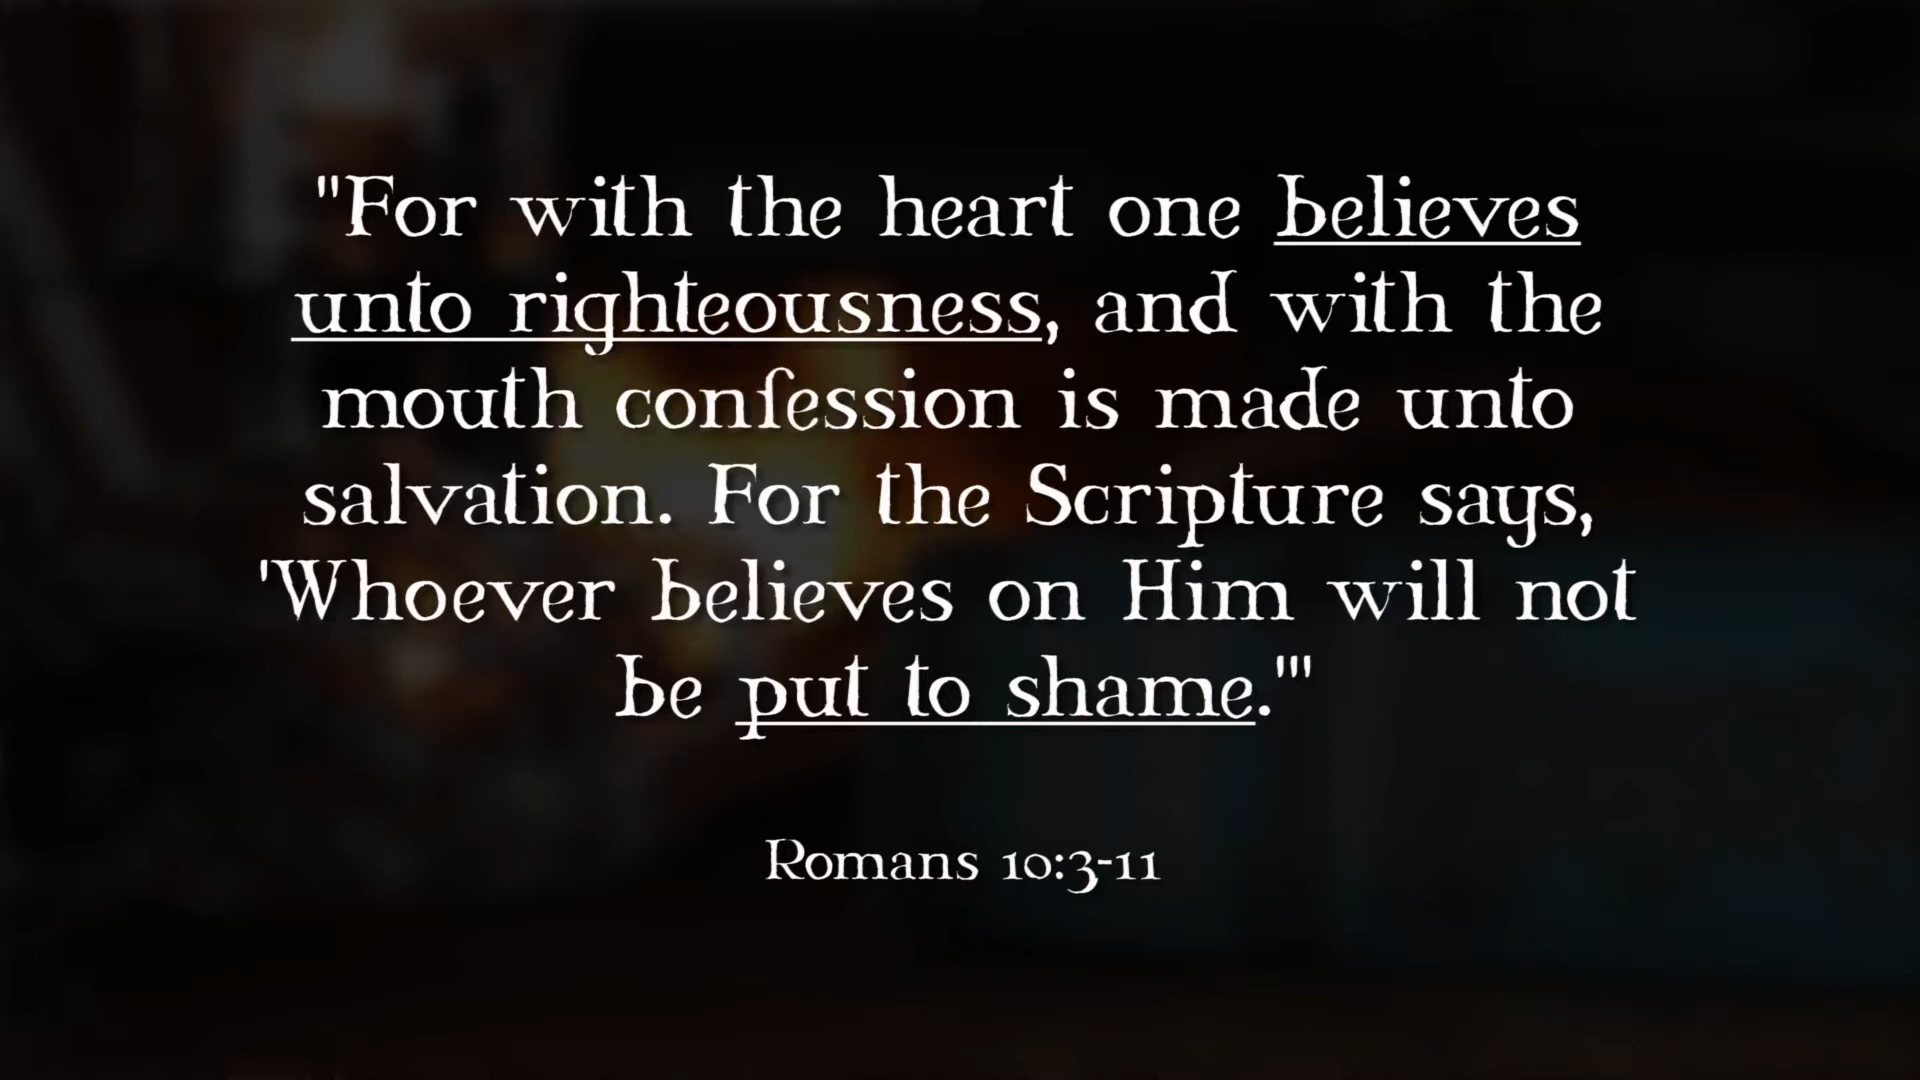 "For with the heart one believes
unto righteousness, and with the
mouth confession is made unto
salvation. For the Scripture says,
'Whoever believes on Him will not
be put to shame.'"
Romans 10:3-11